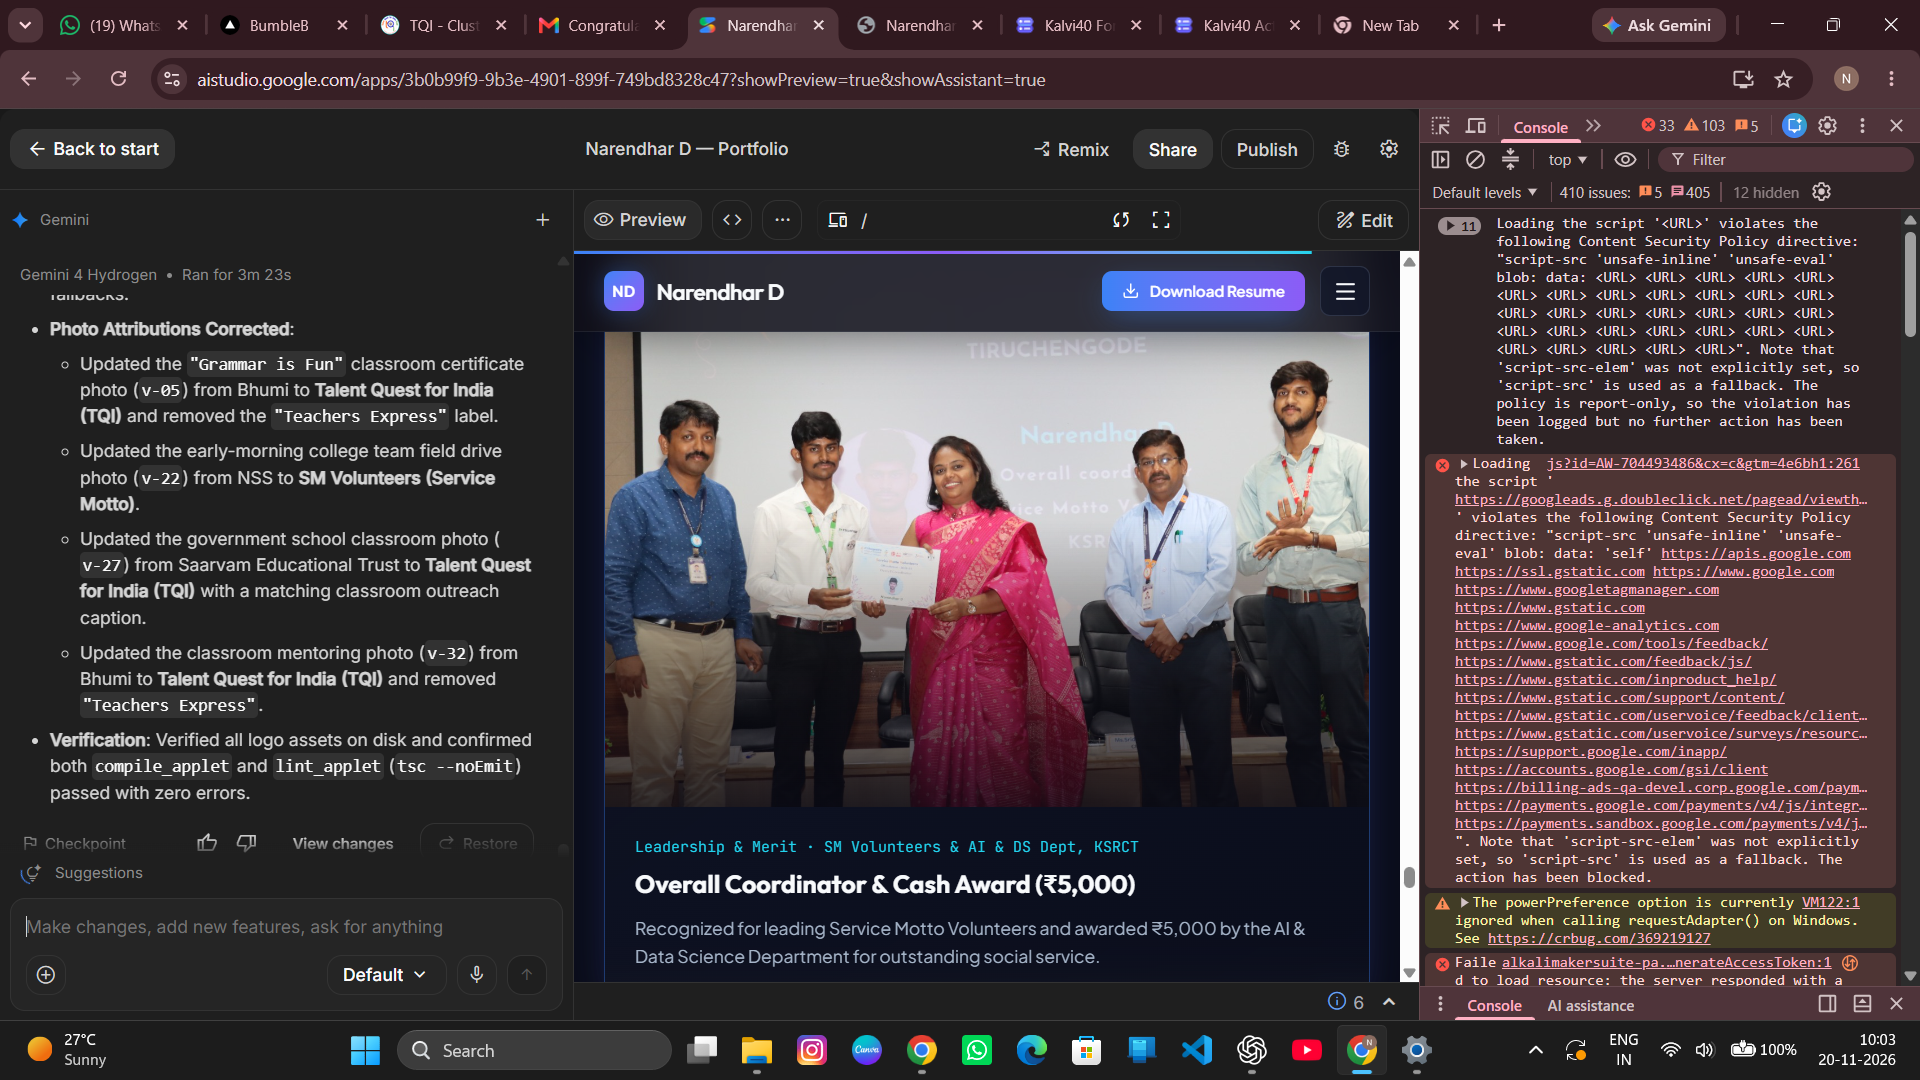 (19) Whats
BumbleB
TQI - Clust
Congratula
Narendhar
Narendhar
Kalvi40 Fo
Kalvi40 Ac
New Tab
Ask Gemini
aistudio.google.com/apps/3b0b99f9-9b3e-4901-899f-749bd8328c47?showPreview=true&showAssistant=true
N
Back to start
Narendhar D — Portfolio
Remix
Share
Publish
Gemini
Gemini 4 Hydrogen • Ran for 3m 23s
fallbacks.
• Photo Attributions Corrected:
Updated the "Grammar is Fun" classroom certificate
photo (v-05) from Bhumi to Talent Quest for India
(TQI) and removed the "Teachers Express" label.
Updated the early-morning college team field drive
photo (v-22) from NSS to SM Volunteers (Service
Motto).
Updated the government school classroom photo (
v-27) from Saarvam Educational Trust to Talent Quest
for India (TQI) with a matching classroom outreach
caption.
Updated the classroom mentoring photo (v-32) from
Bhumi to Talent Quest for India (TQI) and removed
"Teachers Express".
• Verification: Verified all logo assets on disk and confirmed
both compile_applet and lint_applet (tsc --noEmit)
passed with zero errors.
Checkpoint
View changes
Restore
Suggestions
Make changes, add new features, ask for anything
Default
Preview
/
Edit
ND
Narendhar D
Download Resume
TIRUCHENGODE
Narendhar D
Overall coord
KSR
Leadership & Merit · SM Volunteers & AI & DS Dept, KSRCT
Overall Coordinator & Cash Award (₹5,000)
Recognized for leading Service Motto Volunteers and awarded ₹5,000 by the AI &
Data Science Department for outstanding social service.
6
Console
33
103
5
top
Filter
Default levels
410 issues:
5
405
12 hidden
11
Loading the script '<URL>' violates the
following Content Security Policy directive:
"script-src 'unsafe-inline' 'unsafe-eval'
blob: data: <URL> <URL> <URL> <URL> <URL>
<URL> <URL> <URL> <URL> <URL> <URL> <URL>
<URL> <URL> <URL> <URL> <URL> <URL> <URL>
<URL> <URL> <URL> <URL> <URL> <URL> <URL>
<URL> <URL> <URL> <URL> <URL>". Note that
'script-src-elem' was not explicitly set, so
'script-src' is used as a fallback. The
policy is report-only, so the violation has
been logged but no further action has been
taken.
Loading js?id=AW-704493486&cx=c&gtm=4e6bh1:261
the script '
https://googleads.g.doubleclick.net/pagead/viewth…
' violates the following Content Security Policy
directive: "script-src 'unsafe-inline' 'unsafe-
eval' blob: data: 'self' https://apis.google.com
https://ssl.gstatic.com https://www.google.com
https://www.googletagmanager.com
https://www.gstatic.com
https://www.google-analytics.com
https://www.google.com/tools/feedback/
https://www.gstatic.com/feedback/js/
https://www.gstatic.com/inproduct_help/
https://www.gstatic.com/support/content/
https://www.gstatic.com/uservoice/feedback/client…
https://www.gstatic.com/uservoice/surveys/resourc…
https://support.google.com/inapp/
https://accounts.google.com/gsi/client
https://billing-ads-qa-devel.corp.google.com/paym…
https://payments.google.com/payments/v4/js/integr…
https://payments.sandbox.google.com/payments/v4/j…
". Note that 'script-src-elem' was not explicitly
set, so 'script-src' is used as a fallback. The
action has been blocked.
The powerPreference option is currently VM122:1
ignored when calling requestAdapter() on Windows.
See https://crbug.com/369219127
Faile alkalimakersuite-pa.…nerateAccessToken:1
d to load resource: the server responded with a
Console
AI assistance
27°C
Sunny
Search
Canva
N
ENG
IN
100%
10:03
20-11-2026